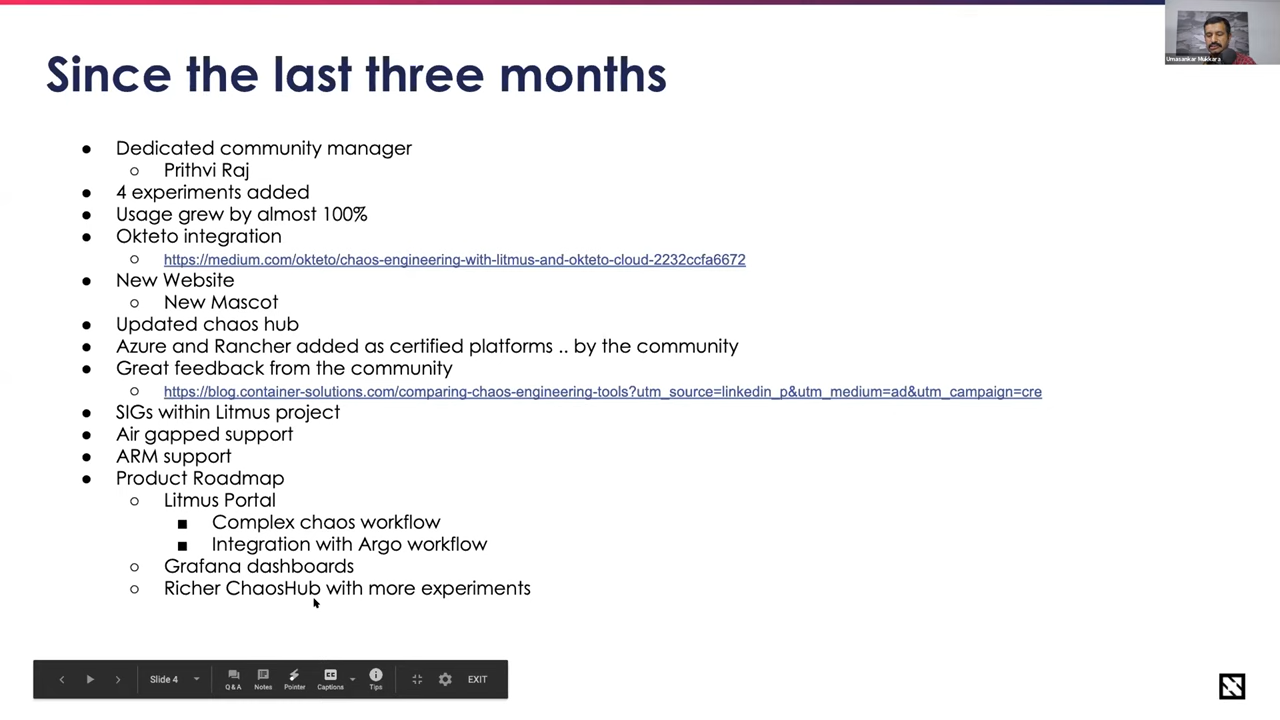 Since the last three months
Umasankar Mukkara
● Dedicated community manager
○ Prithvi Raj
● 4 experiments added
● Usage grew by almost 100%
● Okteto integration
○ https://medium.com/okteto/chaos-engineering-with-litmus-and-okteto-cloud-2232ccfa6672
● New Website
○ New Mascot
● Updated chaos hub
● Azure and Rancher added as certified platforms .. by the community
● Great feedback from the community
○ https://blog.container-solutions.com/comparing-chaos-engineering-tools?utm_source=linkedin_p&utm_medium=ad&utm_campaign=cre
● SIGs within Litmus project
● Air gapped support
● ARM support
● Product Roadmap
○ Litmus Portal
■ Complex chaos workflow
■ Integration with Argo workflow
○ Grafana dashboards
○ Richer ChaosHub with more experiments
Slide 4
Q & A
Notes
Pointer
CC
Captions
Tips
EXIT